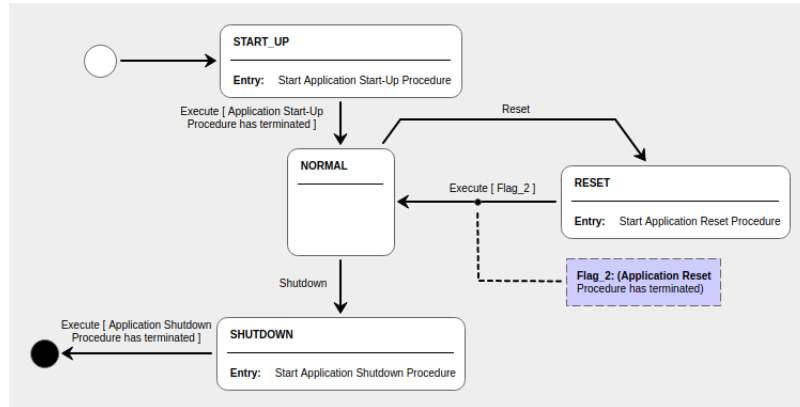 START_UP
Entry: Start Application Start-Up Procedure
Execute [ Application Start-Up
Procedure has terminated ]
Reset
NORMAL
RESET
Execute [ Flag_2 ]
Entry: Start Application Reset Procedure
Flag_2: (Application Reset
Procedure has terminated)
Shutdown
Execute [ Application Shutdown
Procedure has terminated ]
SHUTDOWN
Entry: Start Application Shutdown Procedure